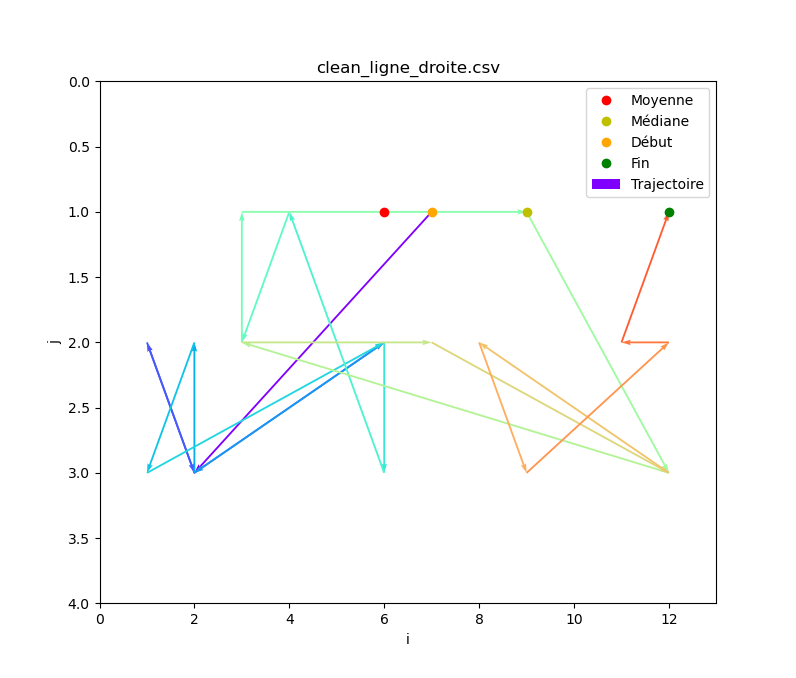 clean_ligne_droite.csv
Moyenne
Médiane
Début
Fin
Trajectoire
0.0
0.5
1.0
1.5
2.0
2.5
3.0
3.5
4.0
j
0 2 4 6 8 10 12
i